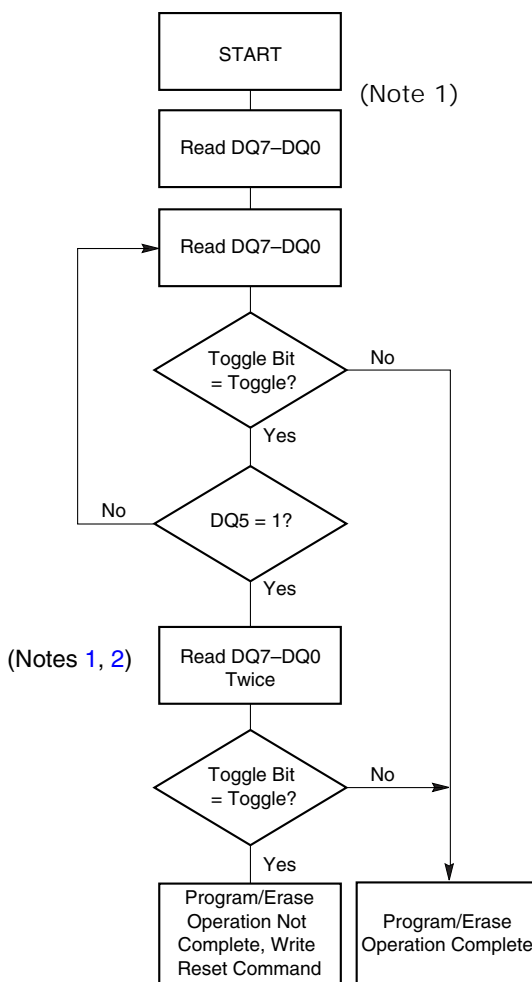 START
(Note 1)
Read DQ7–DQ0
Read DQ7–DQ0
Toggle Bit
= Toggle?
No
Yes
No
DQ5 = 1?
Yes
(Notes 1, 2)
Read DQ7–DQ0
Twice
Toggle Bit
= Toggle?
No
Yes
Program/Erase
Operation Not
Complete, Write
Reset Command
Program/Erase
Operation Complete